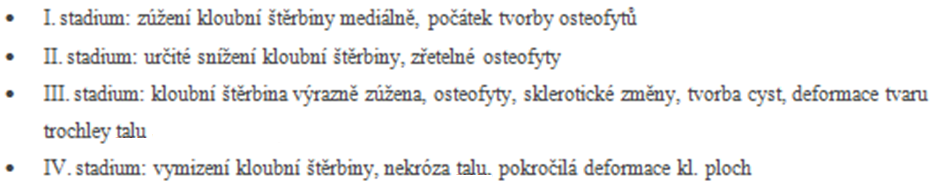 • I. stadium: zúžení kloubní štěrbiny mediálně, počátek tvorby osteofytů
• II. stadium: určité snížení kloubní štěrbiny, zřetelné osteofyty
• III. stadium: kloubní štěrbina výrazně zúžena, osteofyty, sklerotické změny, tvorba cyst, deformace tvaru
trochley talu
• IV. stadium: vymizení kloubní štěrbiny, nekróza talu. pokročilá deformace kl. ploch